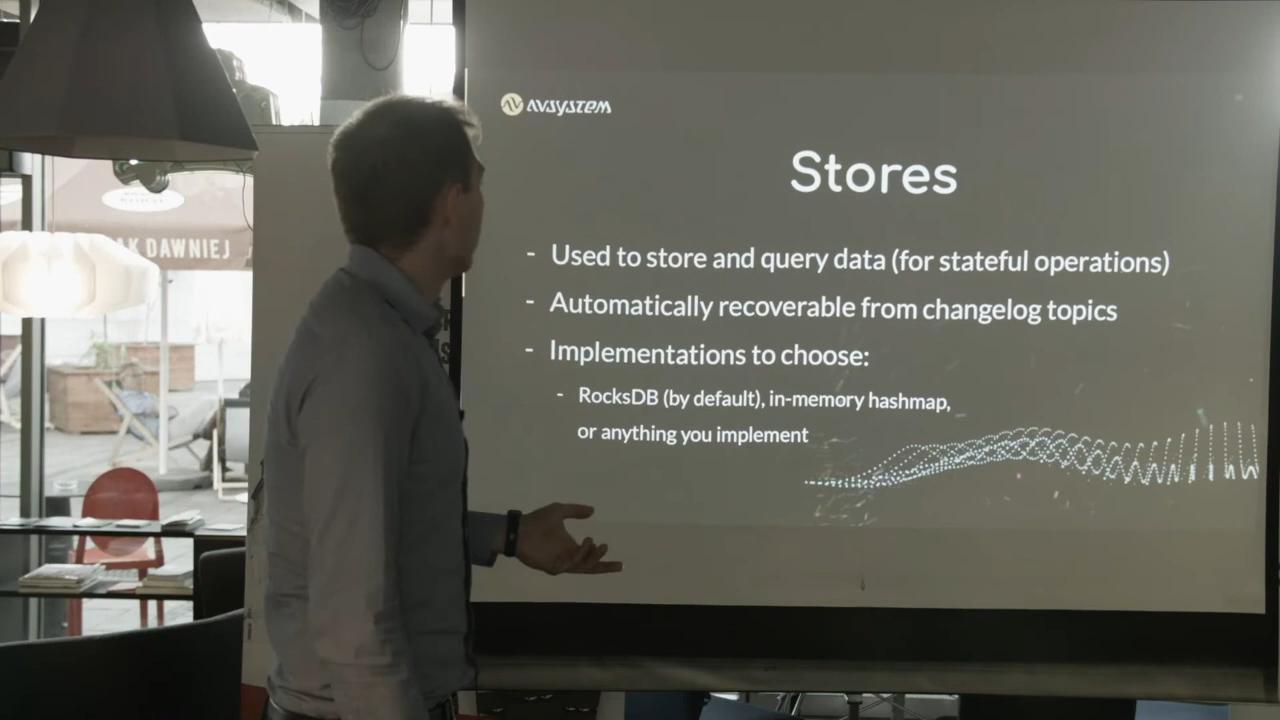 AVSYSTEM
Stores
- Used to store and query data (for stateful operations)
- Automatically recoverable from changelog topics
- Implementations to choose:
- RocksDB (by default), in-memory hashmap,
or anything you implement
AK DAWNIEJ